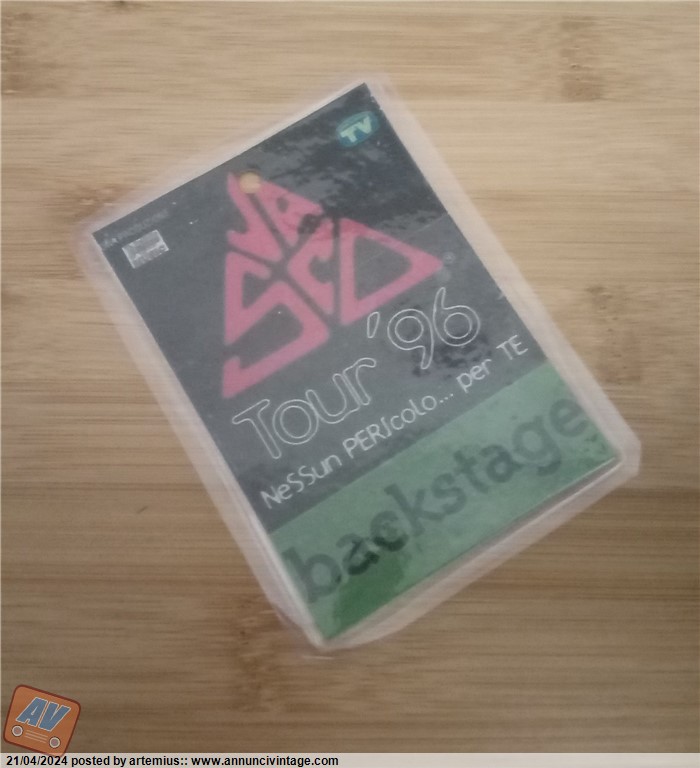 TV
VASCO
Tour '96
NeSSun PERIcolo... per TE
backstage
AV
21/04/2024 posted by artemius:: www.annuncivintage.com